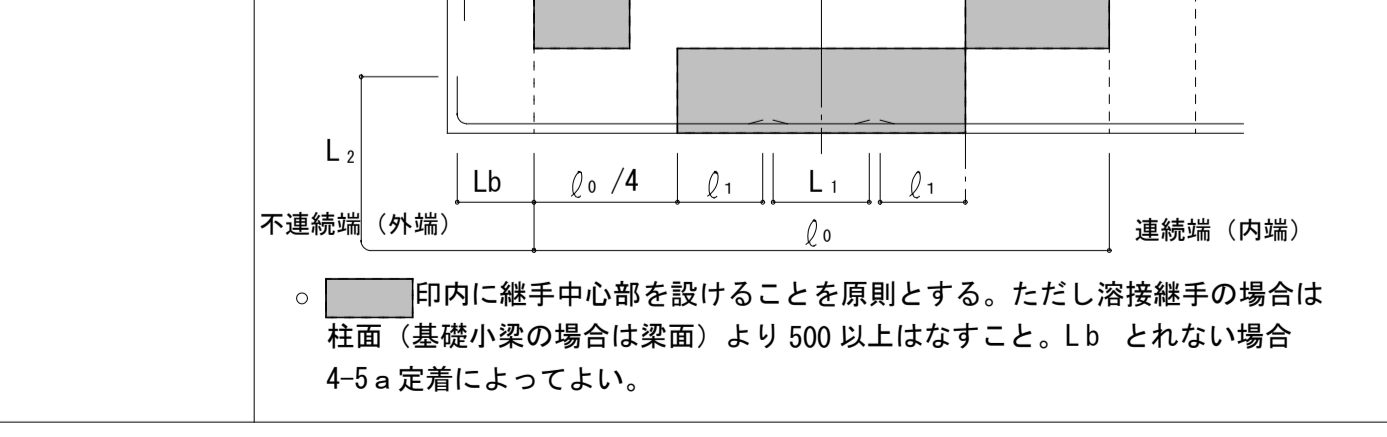 L₂
Lb ℓ₀/4 ℓ₁ L₁ ℓ₁
不連続端（外端） ℓ₀ 連続端（内端）
○ 印内に継手中心部を設けることを原則とする。ただし溶接継手の場合は
柱面（基礎小梁の場合は梁面）より500以上はなすこと。Lb とれない場合
4-5a定着によってよい。